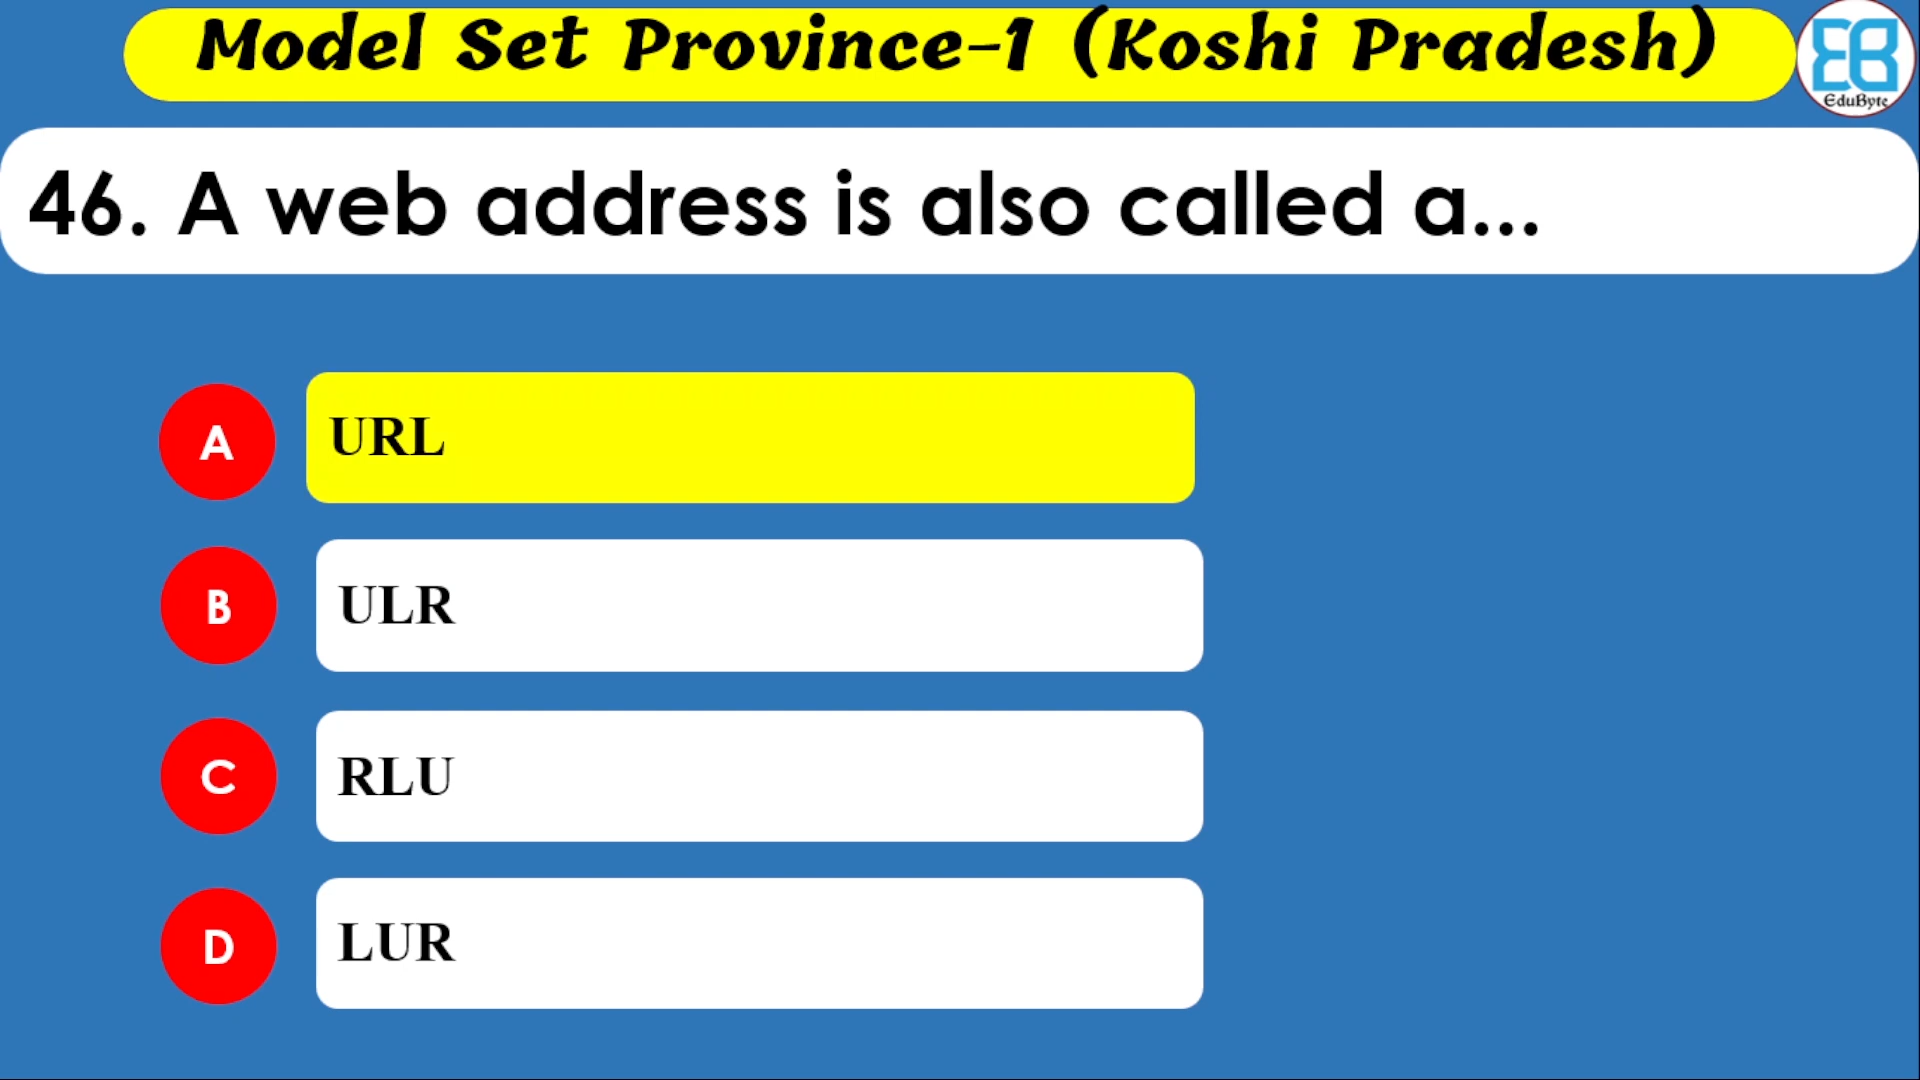 Model Set Province-1 (Koshi Pradesh)
EduByte
46. A web address is also called a...
A
URL
B
ULR
C
RLU
D
LUR